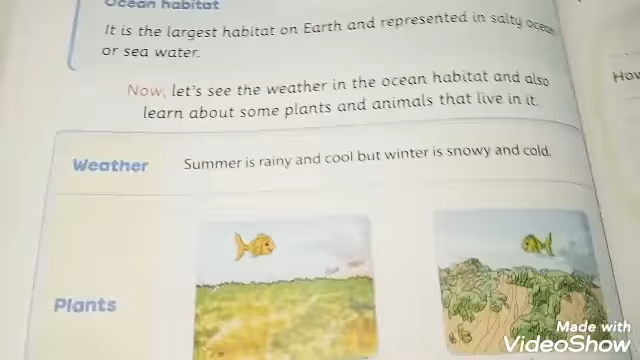 Ocean habitat
It is the largest habitat on Earth and represented in salty ocean
or sea water.
Now, let's see the weather in the ocean habitat and also
learn about some plants and animals that live in it.
Weather Summer is rainy and cool but winter is snowy and cold.
Plants
How
Made with
VideoShow